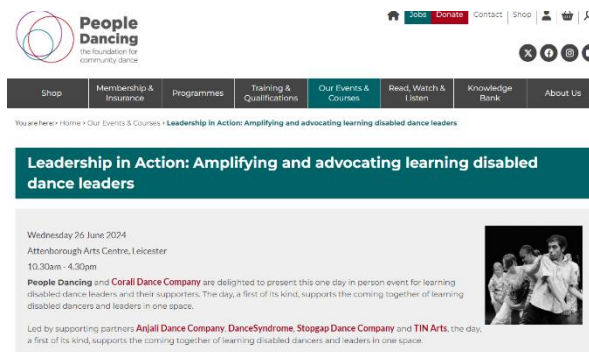 People
Dancing
the foundation for
community dance
Jobs Donate Contact Shop
Shop
Membership &
Insurance
Programmes
Training &
Qualifications
Our Events &
Courses
Read, Watch &
Listen
Knowledge
Bank
About Us
You are here:› Home › Our Events & Courses › Leadership in Action: Amplifying and advocating learning disabled dance leaders
Leadership in Action: Amplifying and advocating learning disabled
dance leaders
Wednesday 26 June 2024
Attenborough Arts Centre, Leicester
10.30am - 4.30pm
People Dancing and Corali Dance Company are delighted to present this one day in person event for learning
disabled dance leaders and their supporters. The day, a first of its kind, supports the coming together of learning
disabled dancers and leaders in one space.
Led by supporting partners Anjali Dance Company, DanceSyndrome, Stopgap Dance Company and TIN Arts, the day,
a first of its kind, supports the coming together of learning disabled dancers and leaders in one space.